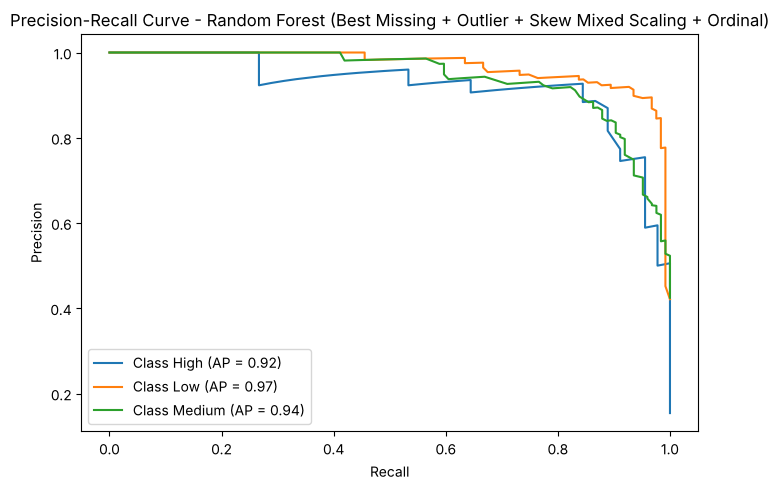 Precision-Recall Curve - Random Forest (Best Missing + Outlier + Skew Mixed Scaling + Ordinal)
1.0
0.8
0.6
0.4
0.2
Precision
Class High (AP = 0.92)
Class Low (AP = 0.97)
Class Medium (AP = 0.94)
0.0 0.2 0.4 0.6 0.8 1.0
Recall